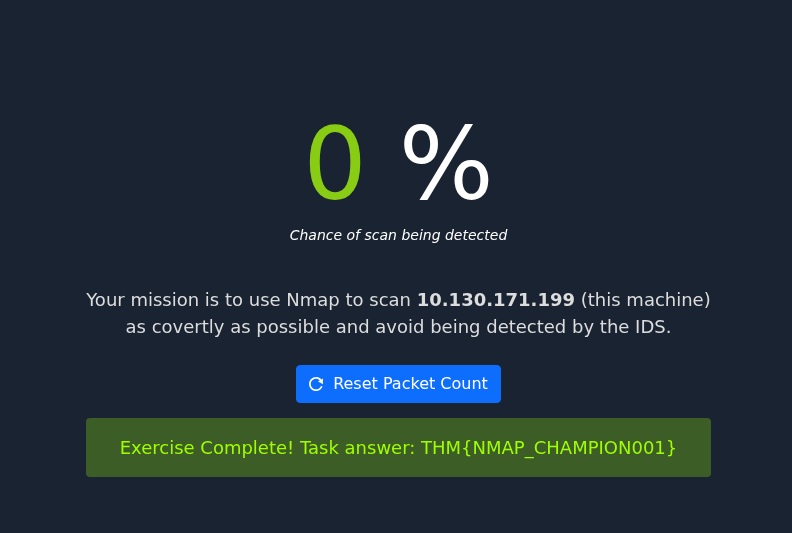 0 %
Chance of scan being detected
Your mission is to use Nmap to scan 10.130.171.199 (this machine)
as covertly as possible and avoid being detected by the IDS.
Reset Packet Count
Exercise Complete! Task answer: THM{NMAP_CHAMPION001}